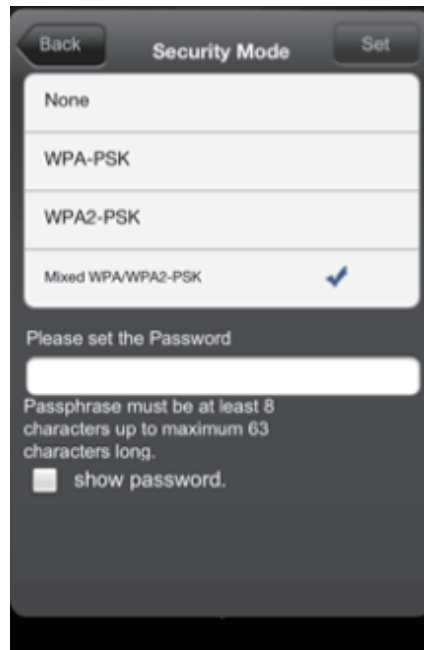 Back Security Mode Set
None
WPA-PSK
WPA2-PSK
Mixed WPA/WPA2-PSK
Please set the Password
Passphrase must be at least 8
characters up to maximum 63
characters long.
show password.